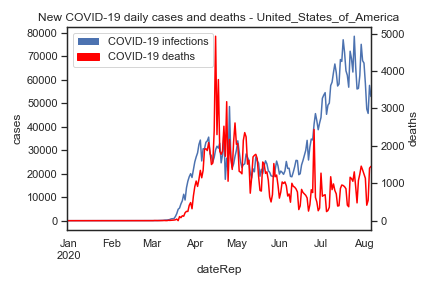 New COVID-19 daily cases and deaths - United_States_of_America
COVID-19 infections
COVID-19 deaths
80000
70000
60000
50000
40000
30000
20000
10000
0
cases
5000
4000
3000
2000
1000
0
deaths
Jan Feb Mar Apr May Jun Jul Aug
2020
dateRep